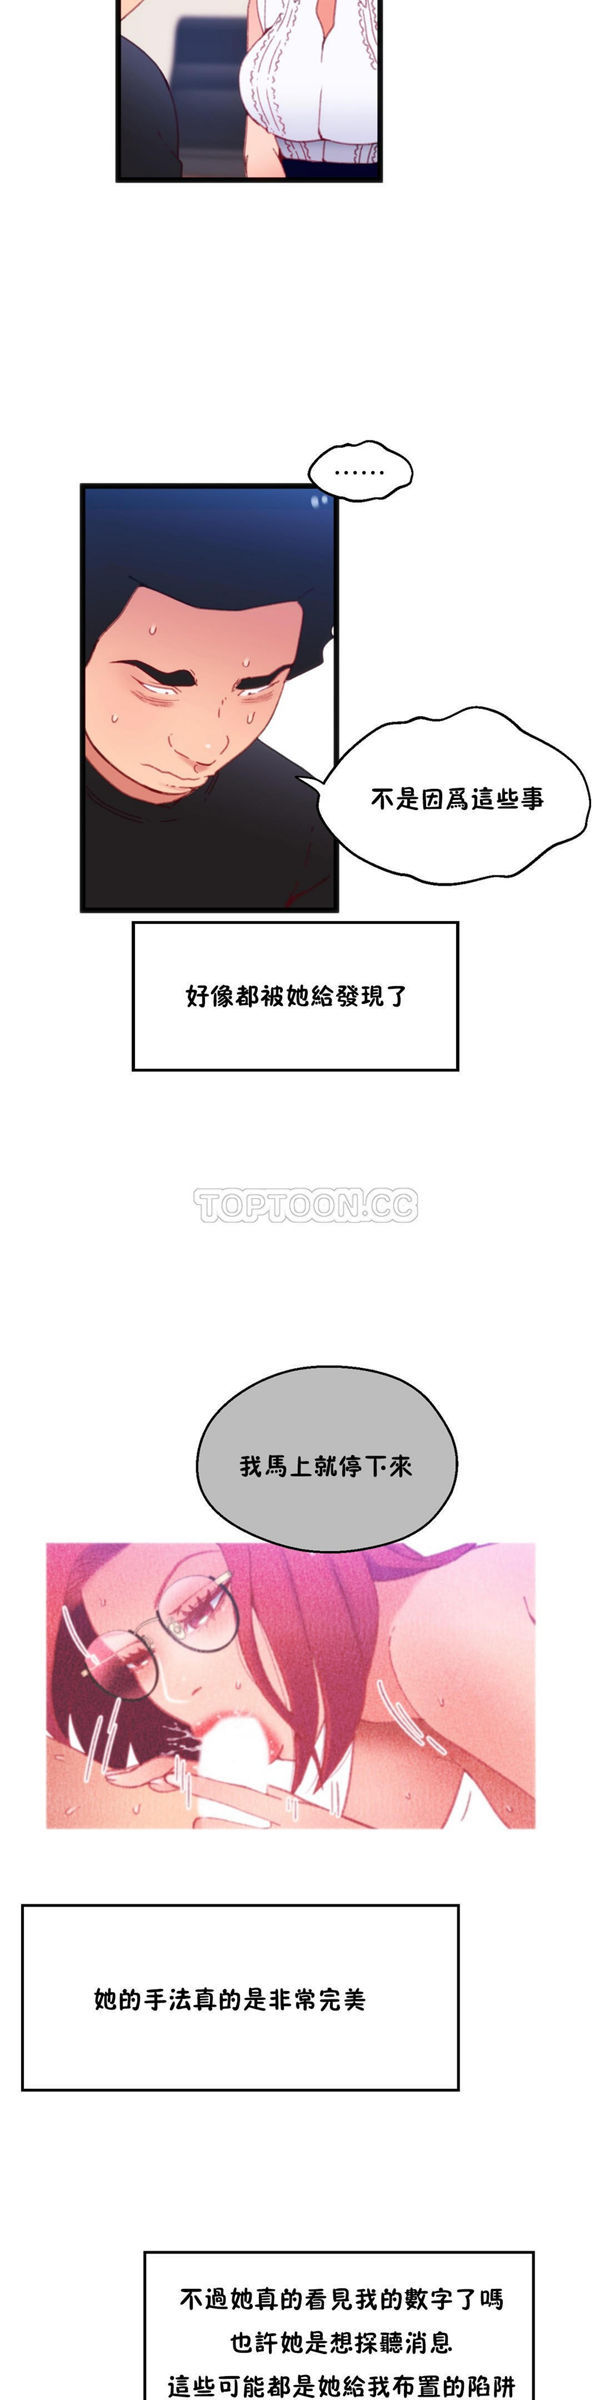 ······
不是因爲這些事
好像都被她給發現了
TOPTOON.CC
我馬上就停下來
她的手法真的是非常完美
不過她真的看見我的數字了嗎
也許她是想探聽消息
這些可能都是她給我布置的陷阱